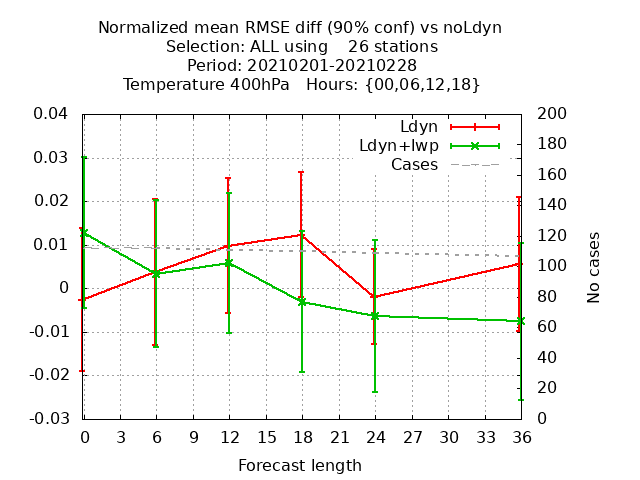 Normalized mean RMSE diff (90% conf) vs noLdyn
Selection: ALL using    26 stations
Period: 20210201-20210228
Temperature 400hPa   Hours: {00,06,12,18}
0.04
0.03
0.02
0.01
0
-0.01
-0.02
-0.03
200
180
160
140
120
100
80
60
40
20
0
Ldyn
Ldyn+lwp
Cases
No cases
0 3 6 9 12 15 18 21 24 27 30 33 36
Forecast length